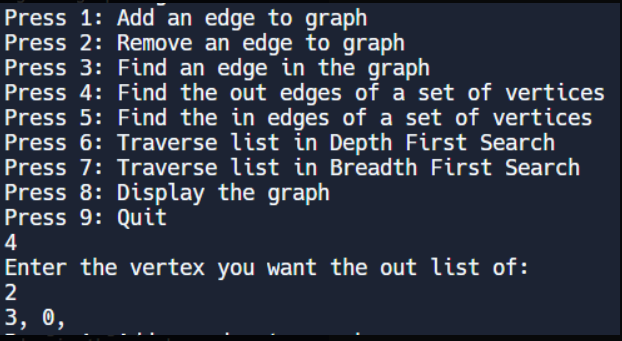 Press 1: Add an edge to graph
Press 2: Remove an edge to graph
Press 3: Find an edge in the graph
Press 4: Find the out edges of a set of vertices
Press 5: Find the in edges of a set of vertices
Press 6: Traverse list in Depth First Search
Press 7: Traverse list in Breadth First Search
Press 8: Display the graph
Press 9: Quit
4
Enter the vertex you want the out list of:
2
3, 0,